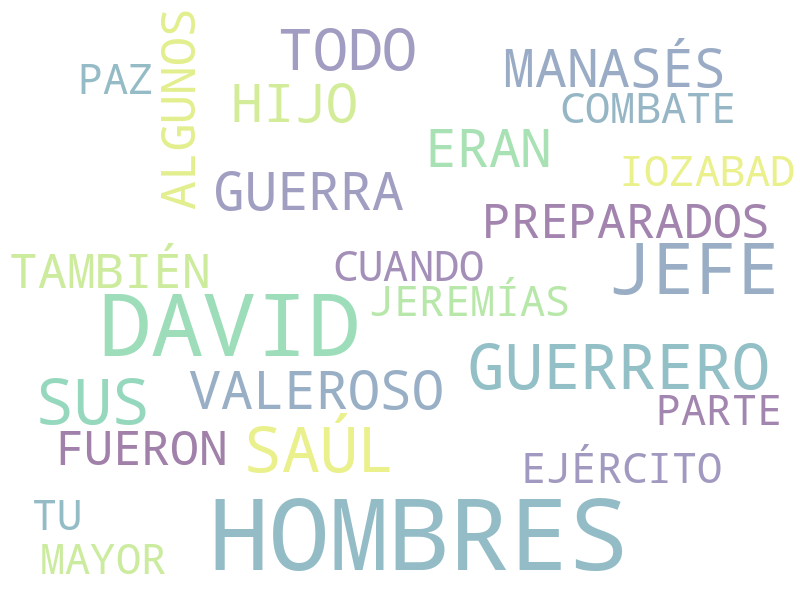 ALGUNOS
TODO
MANASÉS
PAZ
HIJO
COMBATE
ERAN
IOZABAD
GUERRA
PREPARADOS
TAMBIÉN
CUANDO
JEFE
JEREMÍAS
DAVID
GUERRERO
SUS
VALEROSO
PARTE
FUERON
SAÚL
EJÉRCITO
TU
HOMBRES
MAYOR